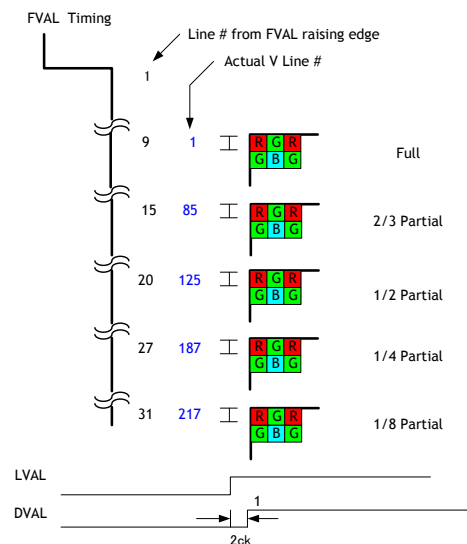 FVAL Timing
Line # from FVAL raising edge
1
Actual V Line #
9 1 R G R Full
G B G
15 85 R G R 2/3 Partial
G B G
20 125 R G R 1/2 Partial
G B G
27 187 R G R 1/4 Partial
G B G
31 217 R G R 1/8 Partial
G B G
LVAL
1
DVAL
2ck